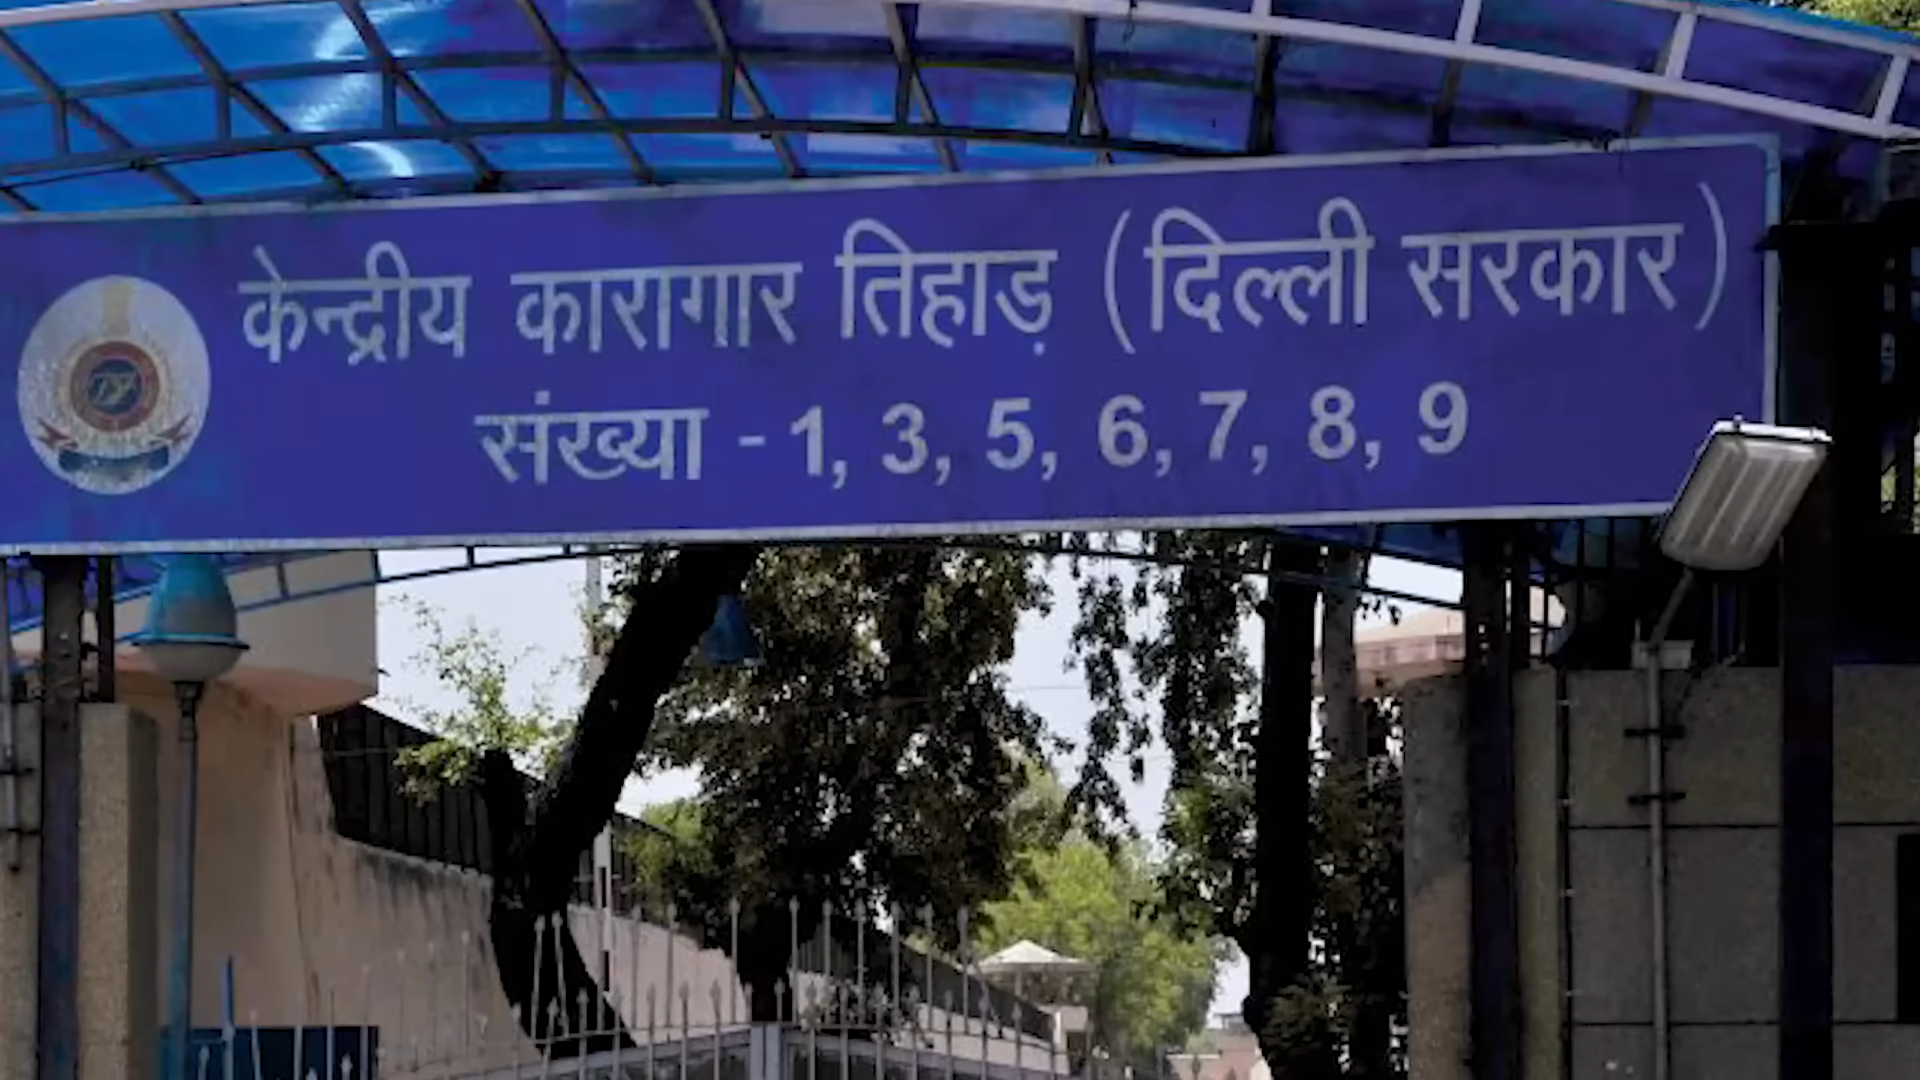 केन्द्रीय कारागार तिहाड़ (दिल्ली सरकार)
संख्या - 1, 3, 5, 6, 7, 8, 9